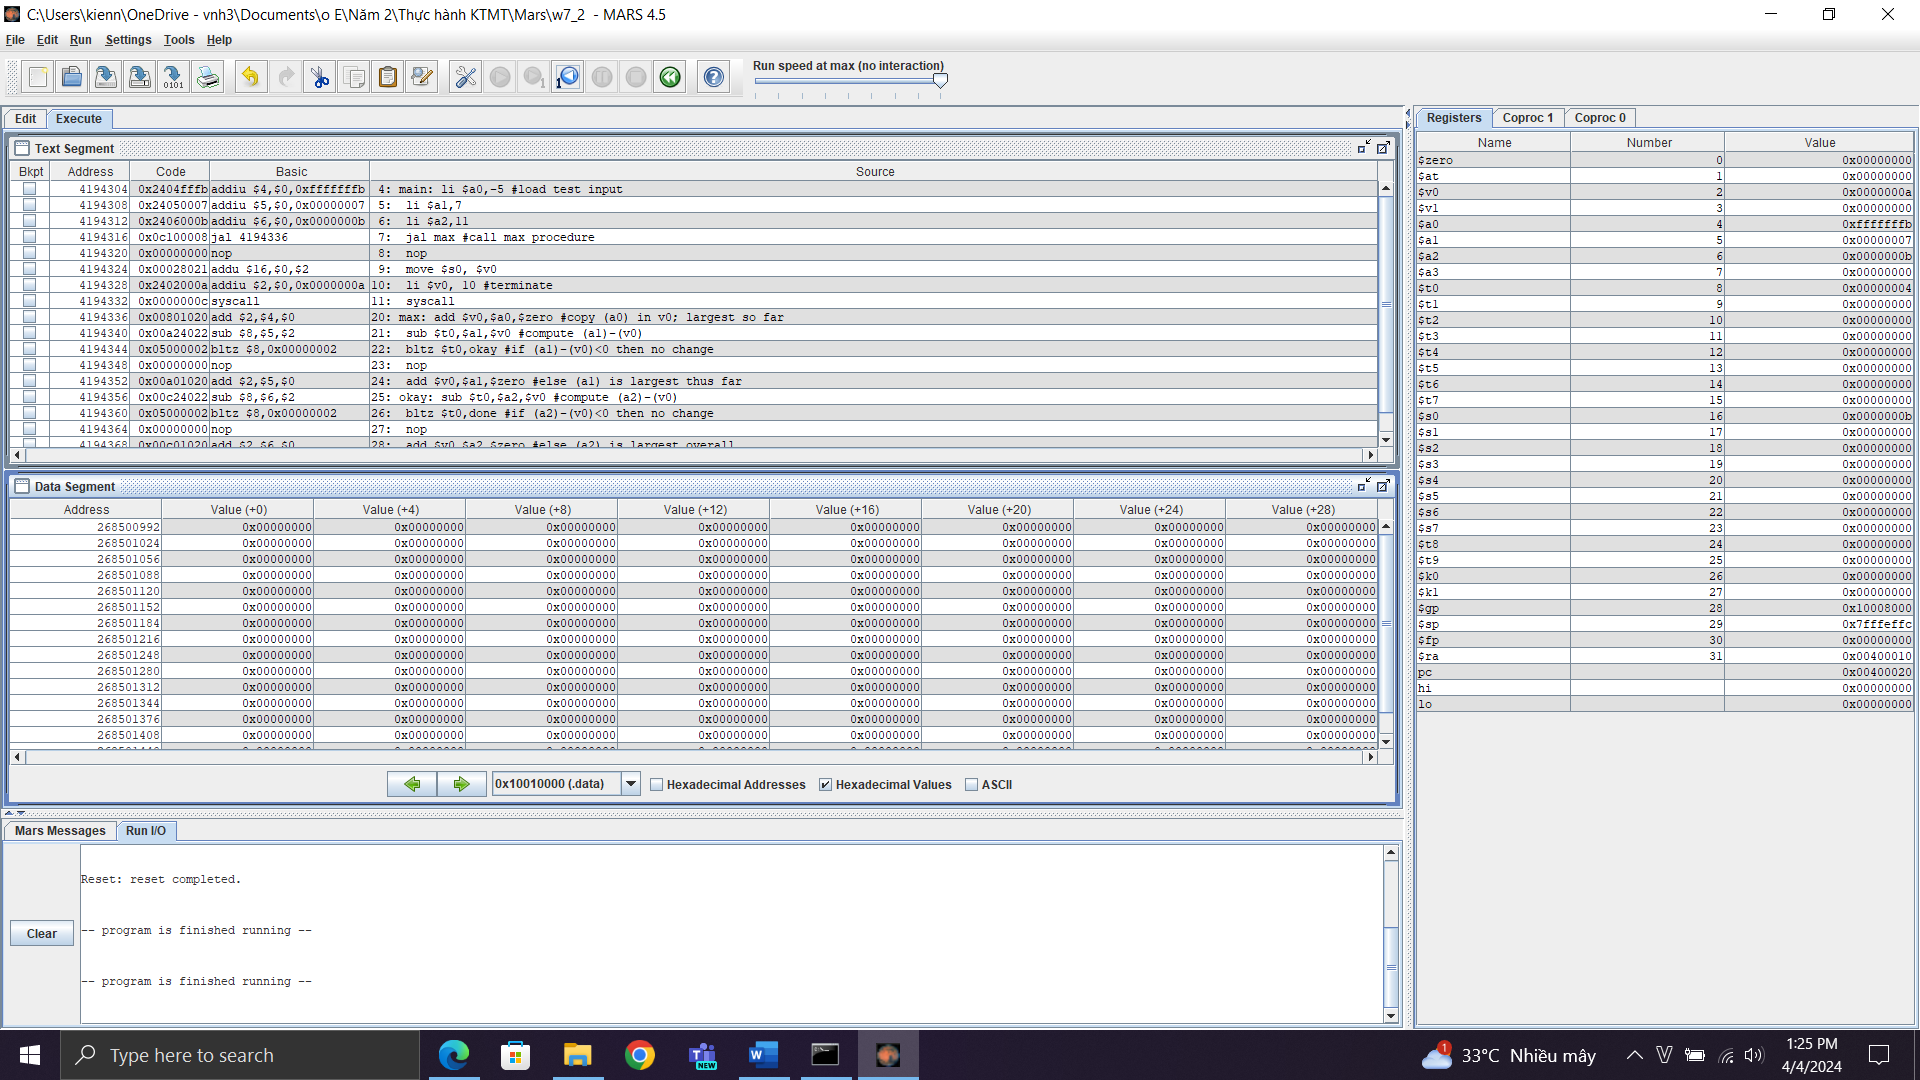 C:\Users\kienn\OneDrive - vnh3\Documents\o E\Năm 2\Thực hành KTMT\Mars\w7_2 - MARS 4.5
File Edit Run Settings Tools Help
Run speed at max (no interaction)
Edit Execute
Text Segment
Bkpt Address Code Basic Source
4194304 0x2404fffb addiu $4,$0,0xfffffffb 4: main: li $a0,-5 #load test input
4194308 0x24050007 addiu $5,$0,0x00000007 5: li $a1,7
4194312 0x2406000b addiu $6,$0,0x0000000b 6: li $a2,11
4194316 0x0c100008 jal 4194336 7: jal max #call max procedure
4194320 0x00000000 nop 8: nop
4194324 0x00028021 addu $16,$0,$2 9: move $s0, $v0
4194328 0x2402000a addiu $2,$0,0x0000000a 10: li $v0, 10 #terminate
4194332 0x0000000c syscall 11: syscall
4194336 0x00801020 add $2,$4,$0 20: max: add $v0,$a0,$zero #copy (a0) in v0; largest so far
4194340 0x00a24022 sub $8,$5,$2 21: sub $t0,$a1,$v0 #compute (a1)-(v0)
4194344 0x05000002 bltz $8,0x00000002 22: bltz $t0,okay #if (a1)-(v0)<0 then no change
4194348 0x00000000 nop 23: nop
4194352 0x00a01020 add $2,$5,$0 24: add $v0,$a1,$zero #else (a1) is largest thus far
4194356 0x00c24022 sub $8,$6,$2 25: okay: sub $t0,$a2,$v0 #compute (a2)-(v0)
4194360 0x05000002 bltz $8,0x00000002 26: bltz $t0,done #if (a2)-(v0)<0 then no change
4194364 0x00000000 nop 27: nop
4194368 0x00c01020 add $2,$6,$0 28: add $v0,$a2,$zero #else (a2) is largest overall
Data Segment
Address Value (+0) Value (+4) Value (+8) Value (+12) Value (+16) Value (+20) Value (+24) Value (+28)
268500992 0x00000000 0x00000000 0x00000000 0x00000000 0x00000000 0x00000000 0x00000000 0x00000000
268501024 0x00000000 0x00000000 0x00000000 0x00000000 0x00000000 0x00000000 0x00000000 0x00000000
268501056 0x00000000 0x00000000 0x00000000 0x00000000 0x00000000 0x00000000 0x00000000 0x00000000
268501088 0x00000000 0x00000000 0x00000000 0x00000000 0x00000000 0x00000000 0x00000000 0x00000000
268501120 0x00000000 0x00000000 0x00000000 0x00000000 0x00000000 0x00000000 0x00000000 0x00000000
268501152 0x00000000 0x00000000 0x00000000 0x00000000 0x00000000 0x00000000 0x00000000 0x00000000
268501184 0x00000000 0x00000000 0x00000000 0x00000000 0x00000000 0x00000000 0x00000000 0x00000000
268501216 0x00000000 0x00000000 0x00000000 0x00000000 0x00000000 0x00000000 0x00000000 0x00000000
268501248 0x00000000 0x00000000 0x00000000 0x00000000 0x00000000 0x00000000 0x00000000 0x00000000
268501280 0x00000000 0x00000000 0x00000000 0x00000000 0x00000000 0x00000000 0x00000000 0x00000000
268501312 0x00000000 0x00000000 0x00000000 0x00000000 0x00000000 0x00000000 0x00000000 0x00000000
268501344 0x00000000 0x00000000 0x00000000 0x00000000 0x00000000 0x00000000 0x00000000 0x00000000
268501376 0x00000000 0x00000000 0x00000000 0x00000000 0x00000000 0x00000000 0x00000000 0x00000000
268501408 0x00000000 0x00000000 0x00000000 0x00000000 0x00000000 0x00000000 0x00000000 0x00000000
0x10010000 (.data) Hexadecimal Addresses Hexadecimal Values ASCII
Mars Messages Run I/O
Clear
Reset: reset completed.
-- program is finished running --
-- program is finished running --
Registers Coproc 1 Coproc 0
Name Number Value
$zero 0 0x00000000
$at 1 0x00000000
$v0 2 0x0000000a
$v1 3 0x00000000
$a0 4 0xfffffffb
$a1 5 0x00000007
$a2 6 0x0000000b
$a3 7 0x00000000
$t0 8 0x00000004
$t1 9 0x00000000
$t2 10 0x00000000
$t3 11 0x00000000
$t4 12 0x00000000
$t5 13 0x00000000
$t6 14 0x00000000
$t7 15 0x00000000
$s0 16 0x0000000b
$s1 17 0x00000000
$s2 18 0x00000000
$s3 19 0x00000000
$s4 20 0x00000000
$s5 21 0x00000000
$s6 22 0x00000000
$s7 23 0x00000000
$t8 24 0x00000000
$t9 25 0x00000000
$k0 26 0x00000000
$k1 27 0x00000000
$gp 28 0x10008000
$sp 29 0x7fffeffc
$fp 30 0x00000000
$ra 31 0x00400010
pc 0x00400020
hi 0x00000000
lo 0x00000000
Type here to search
NEW
1
33°C Nhiều mây
1:25 PM
4/4/2024